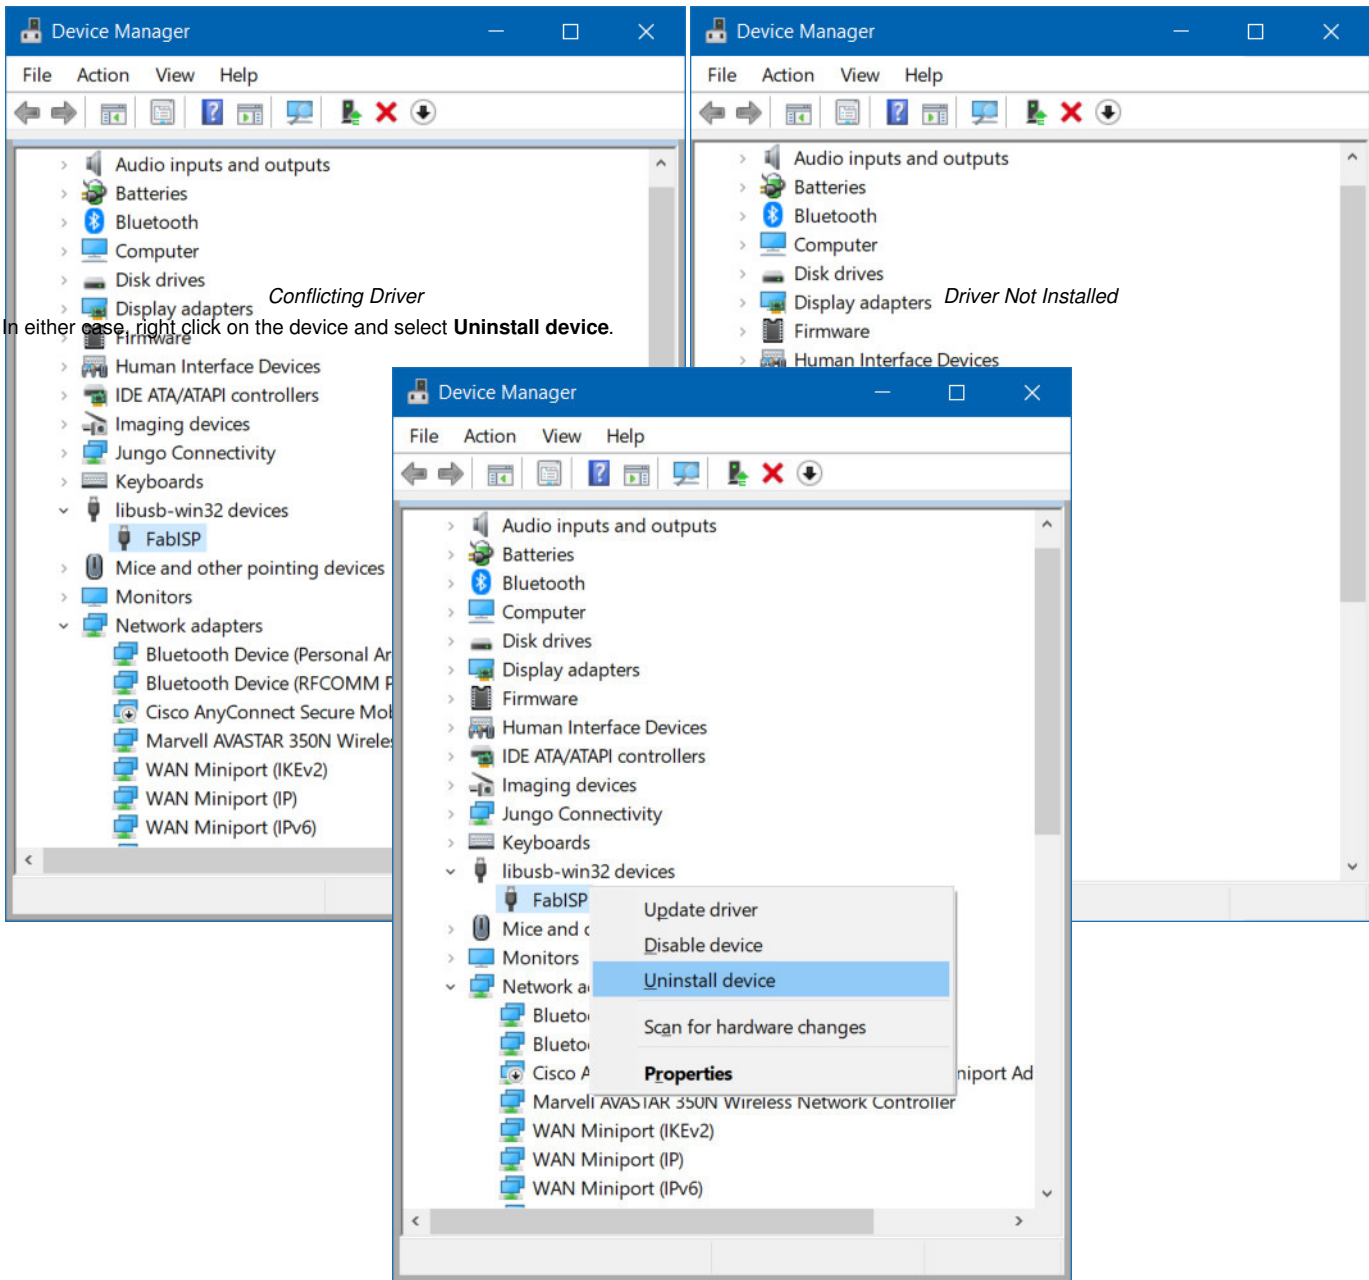 Device Manager
File Action View Help
Audio inputs and outputs
Batteries
Bluetooth
Computer
Disk drives
Display adapters
Firmware
Human Interface Devices
IDE ATA/ATAPI controllers
Imaging devices
Jungo Connectivity
Keyboards
libusb-win32 devices
FabISP
Mice and other pointing devices
Monitors
Network adapters
Bluetooth Device (Personal Ar
Bluetooth Device (RFCOMM P
Cisco AnyConnect Secure Mob
Marvell AVASTAR 350N Wireles
WAN Miniport (IKEv2)
WAN Miniport (IP)
WAN Miniport (IPv6)
Device Manager
File Action View Help
Audio inputs and outputs
Batteries
Bluetooth
Computer
Disk drives
Display adapters
Firmware
Human Interface Devices
Conflicting Driver
Driver Not Installed
In either case, right click on the device and select Uninstall device.
Device Manager
File Action View Help
Audio inputs and outputs
Batteries
Bluetooth
Computer
Disk drives
Display adapters
Firmware
Human Interface Devices
IDE ATA/ATAPI controllers
Imaging devices
Jungo Connectivity
Keyboards
libusb-win32 devices
FabISP
Mice and o
Monitors
Network a
Blueto
Blueto
Cisco A niport Ad
Marvell AVASTAR 350N Wireless Network Controller
WAN Miniport (IKEv2)
WAN Miniport (IP)
WAN Miniport (IPv6)
Update driver
Disable device
Uninstall device
Scan for hardware changes
Properties